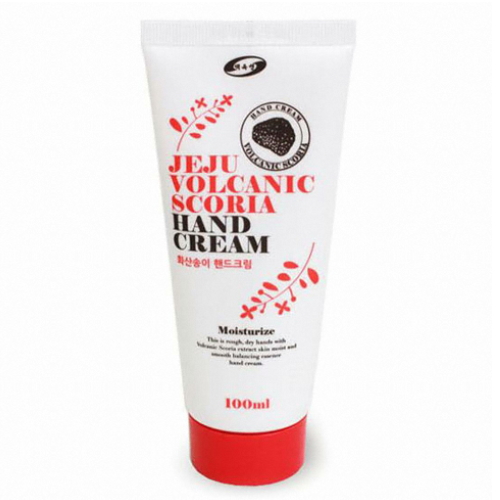 HAND CREAM
VOLCANIC SCORIA
JEJU
VOLCANIC
SCORIA
HAND
CREAM
화산송이 핸드크림
Moisturize
This is rough, dry hands with
Volcanic Scoria extract skin moist and
smooth balancing essence
hand cream.
100ml